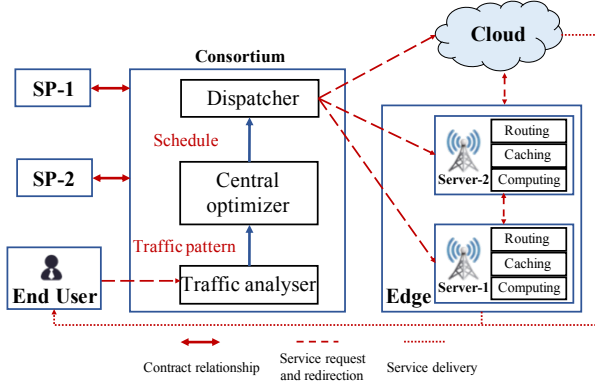 Cloud
Consortium
SP-1
Dispatcher
Schedule
SP-2
Central
optimizer
Traffic pattern
Traffic analyser
End User
Routing
Caching
Computing
Server-2
Routing
Caching
Computing
Server-1
Edge
Contract relationship
Service request
and redirection
Service delivery